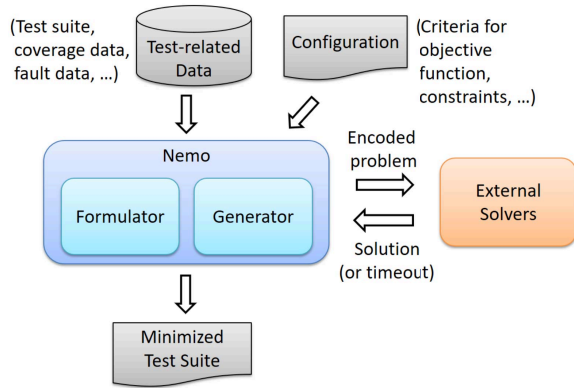 (Test suite,
coverage data,
fault data, ...)
Test-related
Data
Configuration
(Criteria for
objective
function,
constraints, ...)
Nemo
Formulator
Generator
Encoded
problem
Solution
(or timeout)
External
Solvers
Minimized
Test Suite